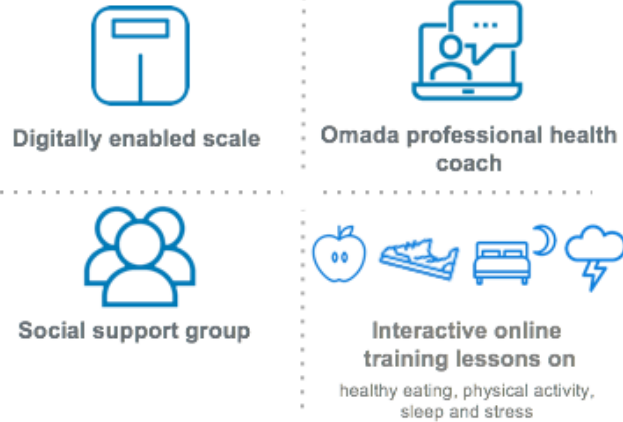 Digitally enabled scale
Omada professional health
coach
Social support group
Interactive online
training lessons on
healthy eating, physical activity,
sleep and stress